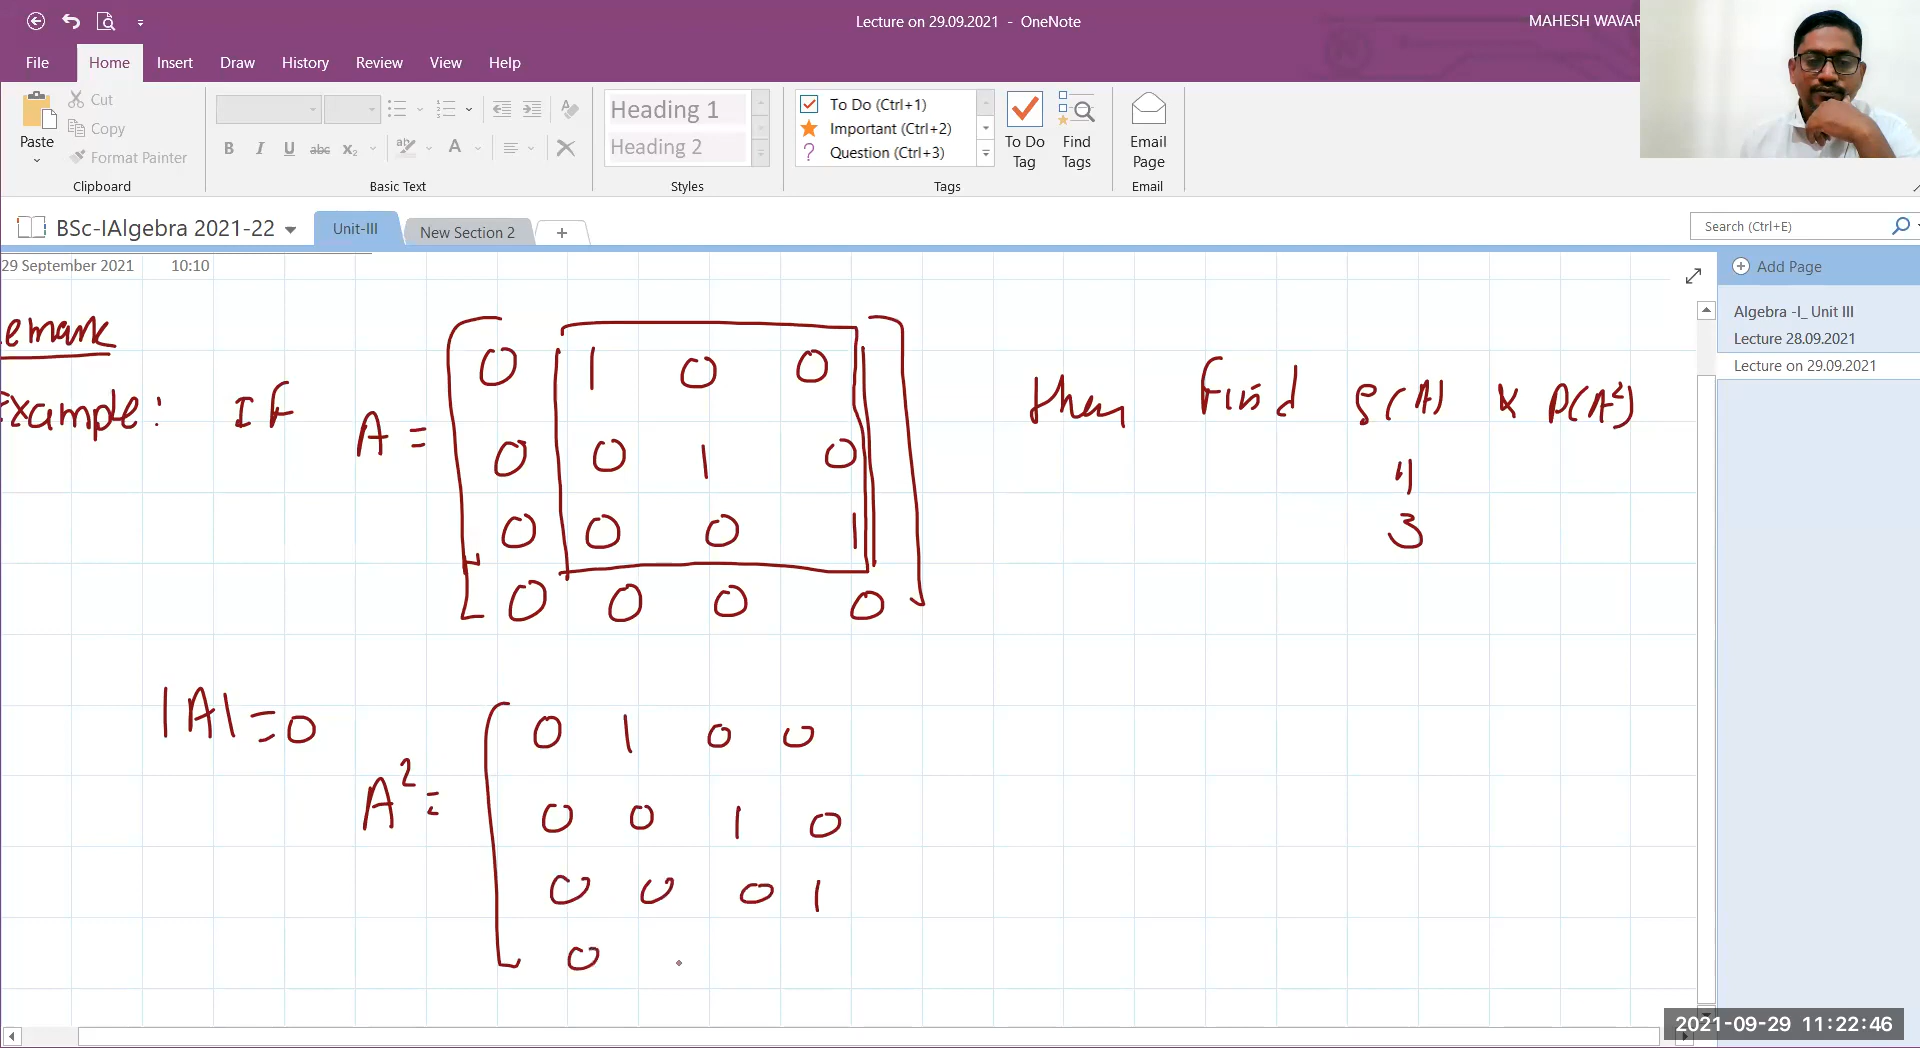 Lecture on 29.09.2021 - OneNote
MAHESH WAVAR
File Home Insert Draw History Review View Help
Paste
Cut
Copy
Format Painter
Clipboard
B I U abc x₂ ab A
Basic Text
Heading 1
Heading 2
Styles
To Do (Ctrl+1)
Important (Ctrl+2)
Question (Ctrl+3)
To Do Tag
Find Tags
Tags
Email Page
Email
BSc-IAlgebra 2021-22
Unit-III
New Section 2
Search (Ctrl+E)
29 September 2021 10:10
Add Page
Algebra -I_ Unit III
Lecture 28.09.2021
Lecture on 29.09.2021
emark
Example: If A =
0 1 0 0
0 0 1 0
0 0 0 1
0 0 0 0
then find ρ(A) & ρ(A²)
3
|A| = 0
A² =
0 1 0 0
0 0 1 0
0 0 0 1
0
2021-09-29 11:22:46